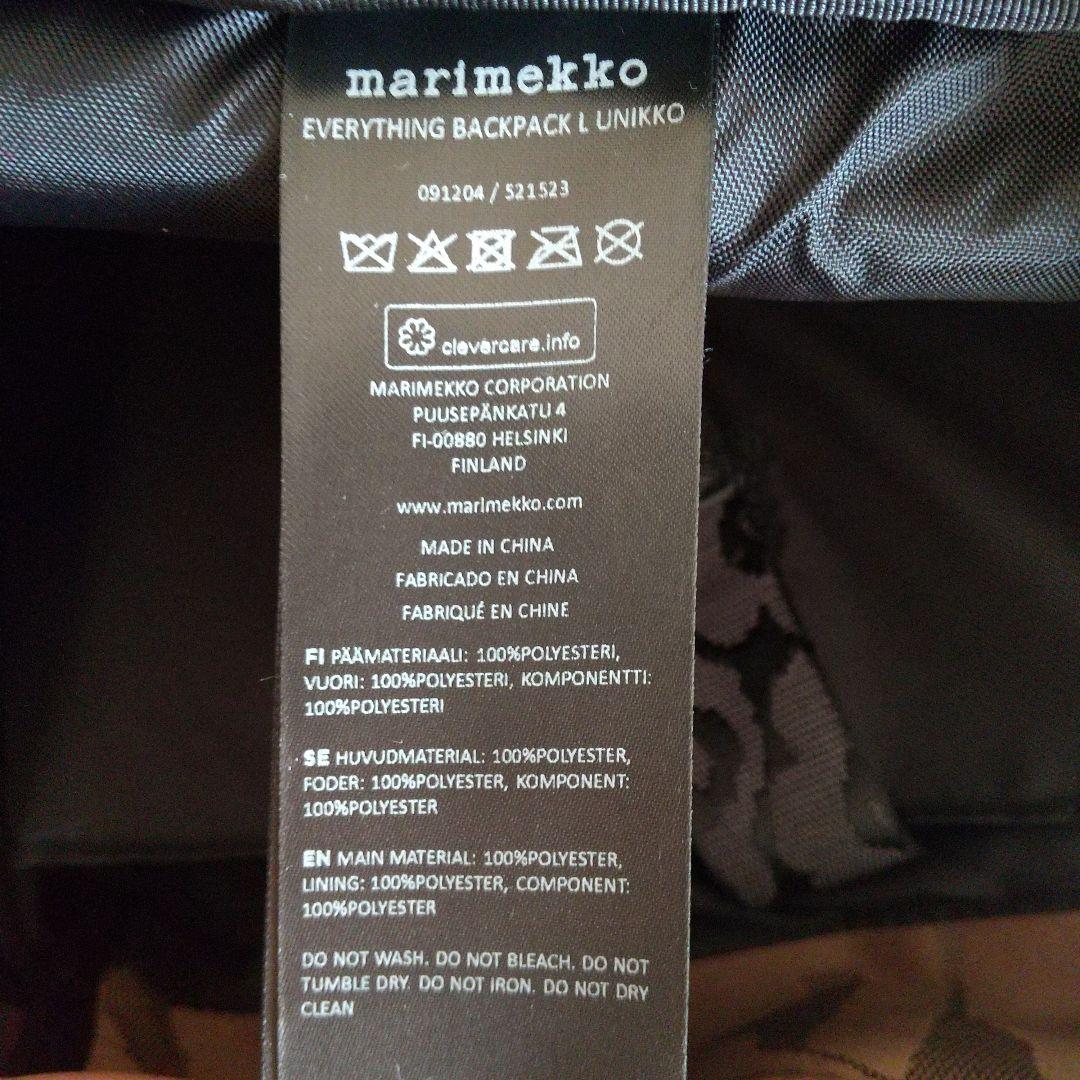 marimekko
EVERYTHING BACKPACK L UNIKKO
091204 / 521523
clevercare.info
MARIMEKKO CORPORATION
PUUSEPÄNKATU 4
FI-00880 HELSINKI
FINLAND
www.marimekko.com
MADE IN CHINA
FABRICADO EN CHINA
FABRIQUÉ EN CHINE
FI PÄÄMATERIAALI: 100%POLYESTERI,
VUORI: 100%POLYESTERI, KOMPONENTTI:
100%POLYESTERI
SE HUVUDMATERIAL: 100%POLYESTER,
FODER: 100%POLYESTER, KOMPONENT:
100%POLYESTER
EN MAIN MATERIAL: 100%POLYESTER,
LINING: 100%POLYESTER, COMPONENT:
100%POLYESTER
DO NOT WASH. DO NOT BLEACH. DO NOT
TUMBLE DRY. DO NOT IRON. DO NOT DRY
CLEAN